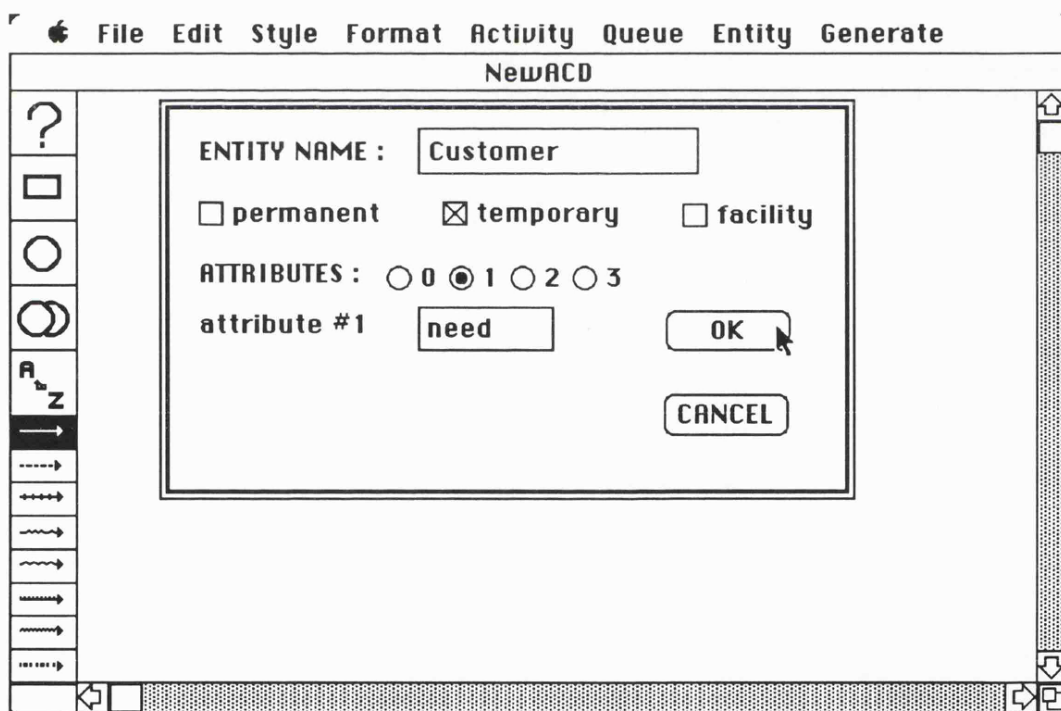 File Edit Style Format Activity Queue Entity Generate
NewACD
?
ENTITY NAME : Customer
permanent temporary facility
ATTRIBUTES : 0 1 2 3
attribute #1 need
OK
A to Z
CANCEL